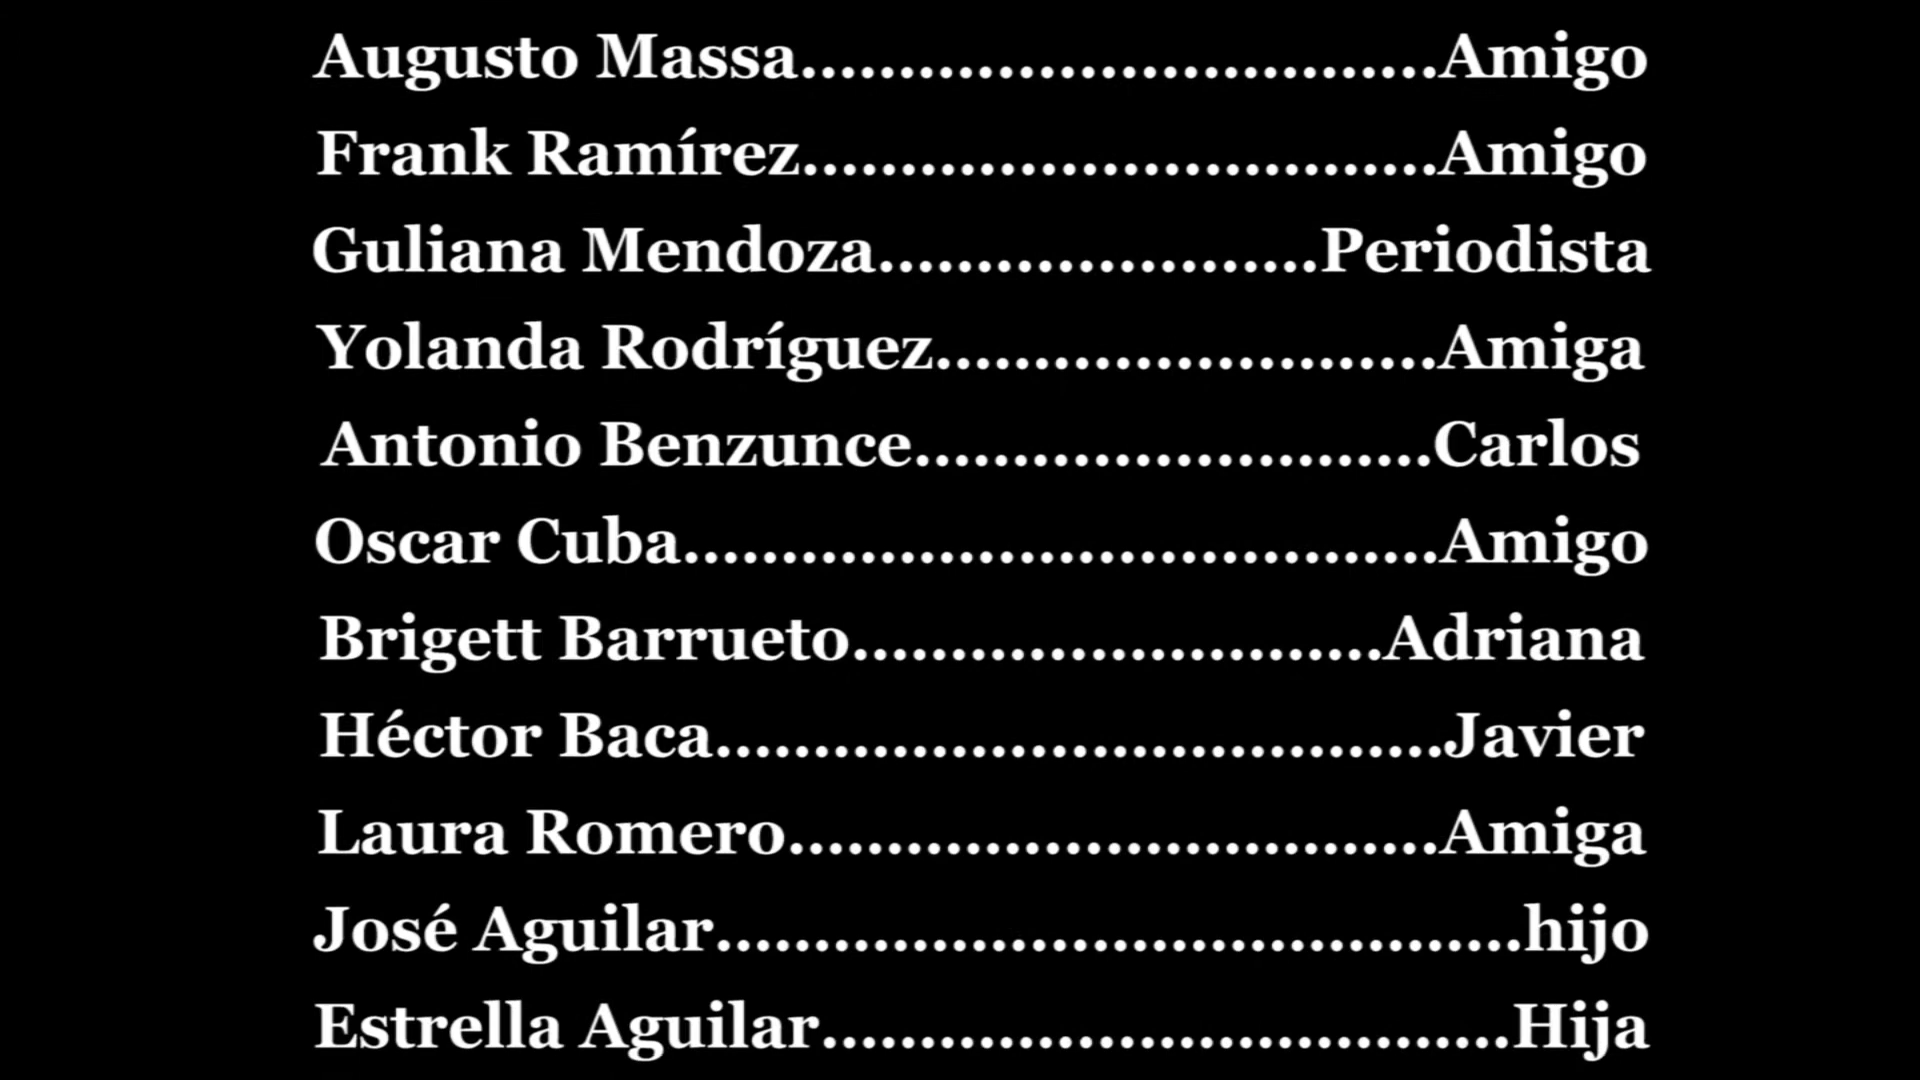 Augusto Massa................................Amigo
Frank Ramírez................................Amigo
Guliana Mendoza......................Periodista
Yolanda Rodríguez.........................Amiga
Antonio Benzunce..........................Carlos
Oscar Cuba......................................Amigo
Brigett Barrueto...........................Adriana
Héctor Baca.....................................Javier
Laura Romero.................................Amiga
José Aguilar.........................................hijo
Estrella Aguilar...................................Hija